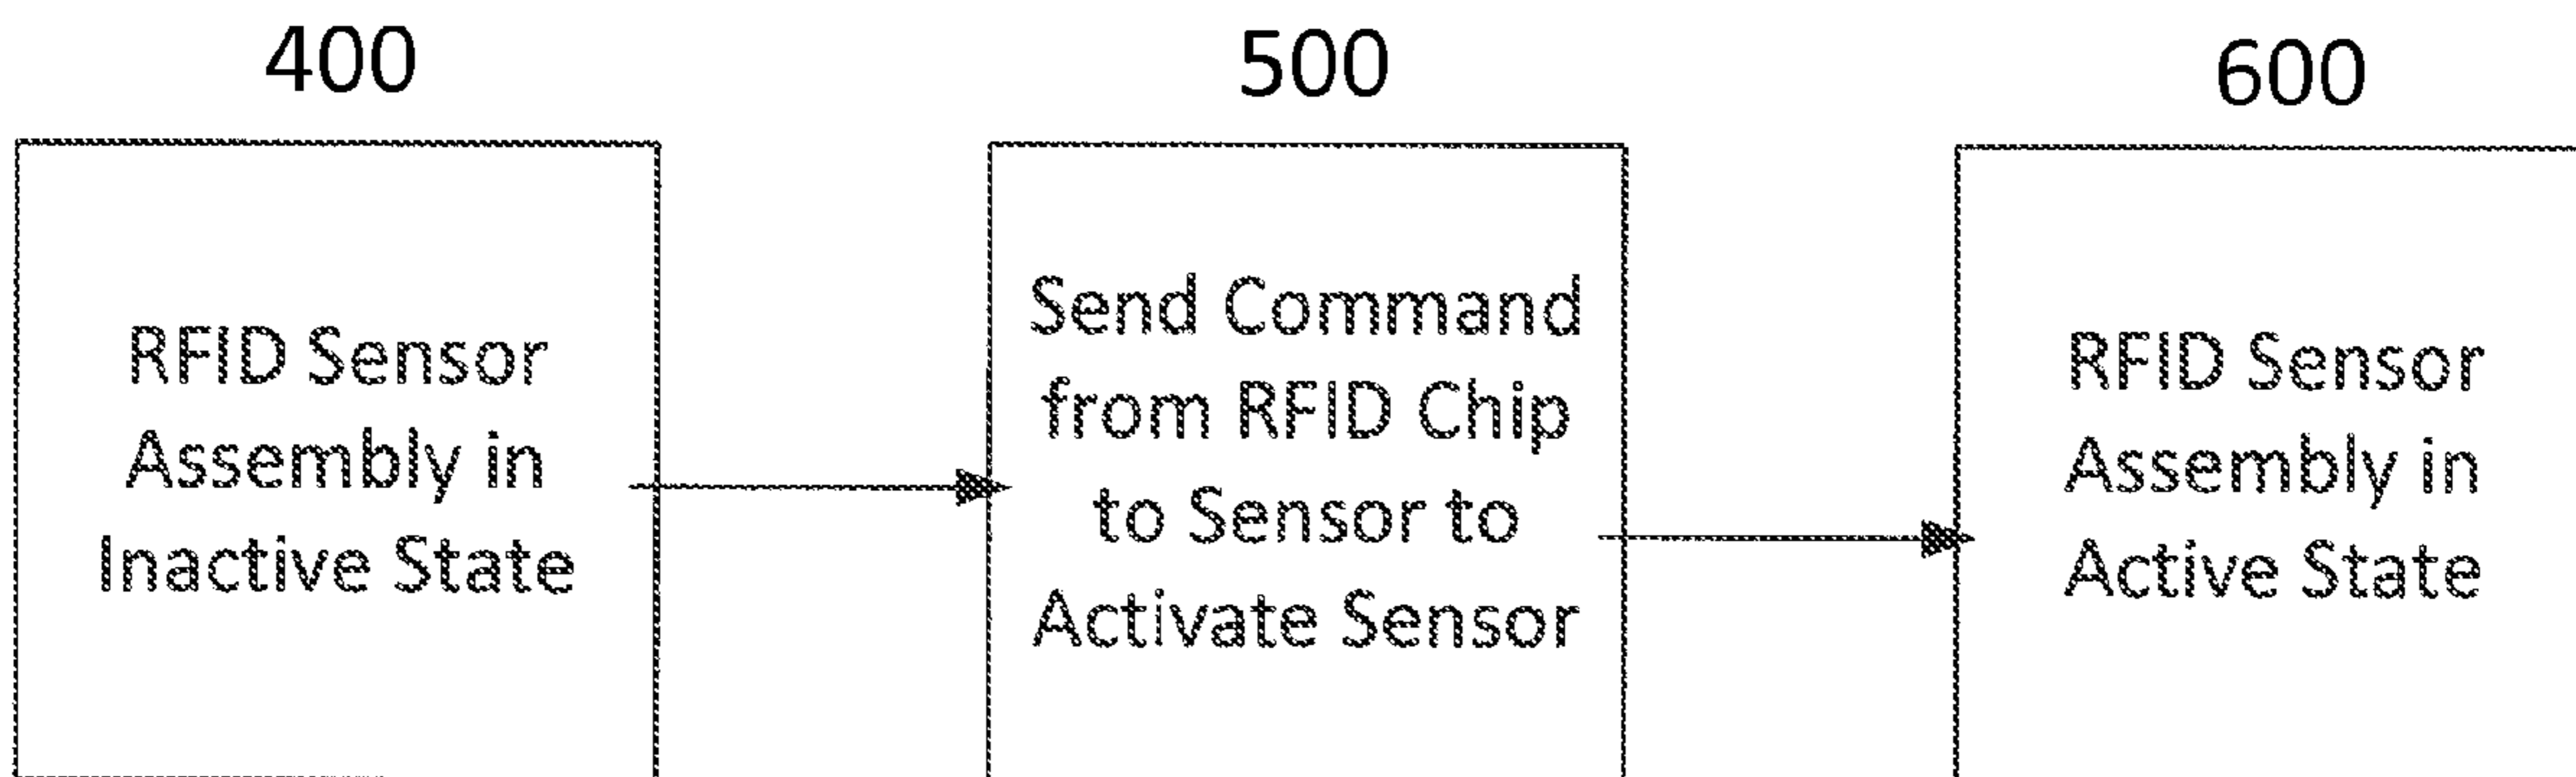 400
RFID Sensor
Assembly in
Inactive State
500
Send Command
from RFID Chip
to Sensor to
Activate Sensor
600
RFID Sensor
Assembly in
Active State